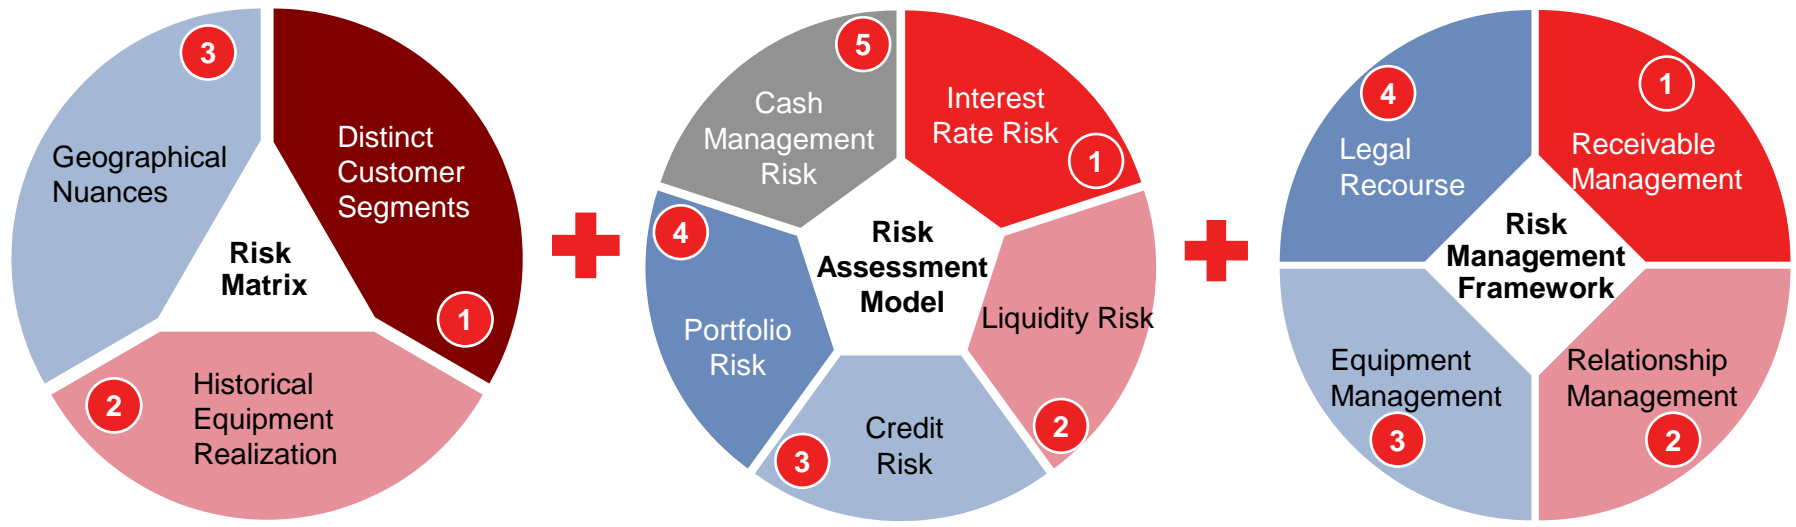 3
Geographical
Nuances
Distinct
Customer
Segments
1
Risk
Matrix
2
Historical
Equipment
Realization
5
Cash
Management
Risk
Interest
Rate Risk
1
4
Portfolio
Risk
Risk
Assessment
Model
Liquidity Risk
2
3
Credit
Risk
4
Legal
Recourse
1
Receivable
Management
Risk
Management
Framework
Equipment
Management
3
Relationship
Management
2